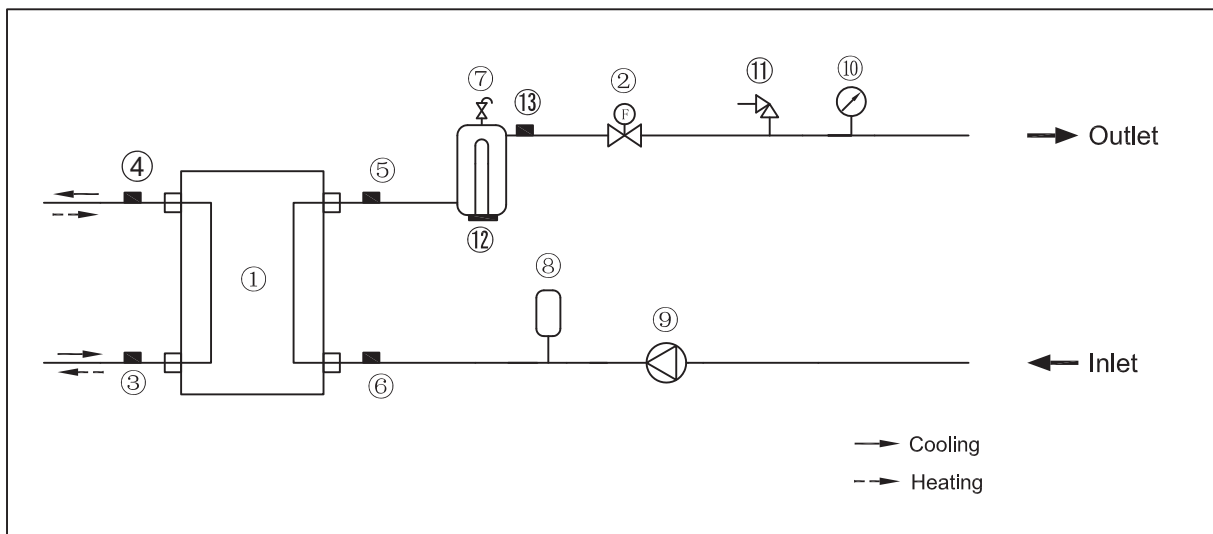 ⑦
⑬
②
F
⑪
⑩
Outlet
④
⑤
⑫
①
⑧
⑨
Inlet
③
⑥
Cooling
Heating